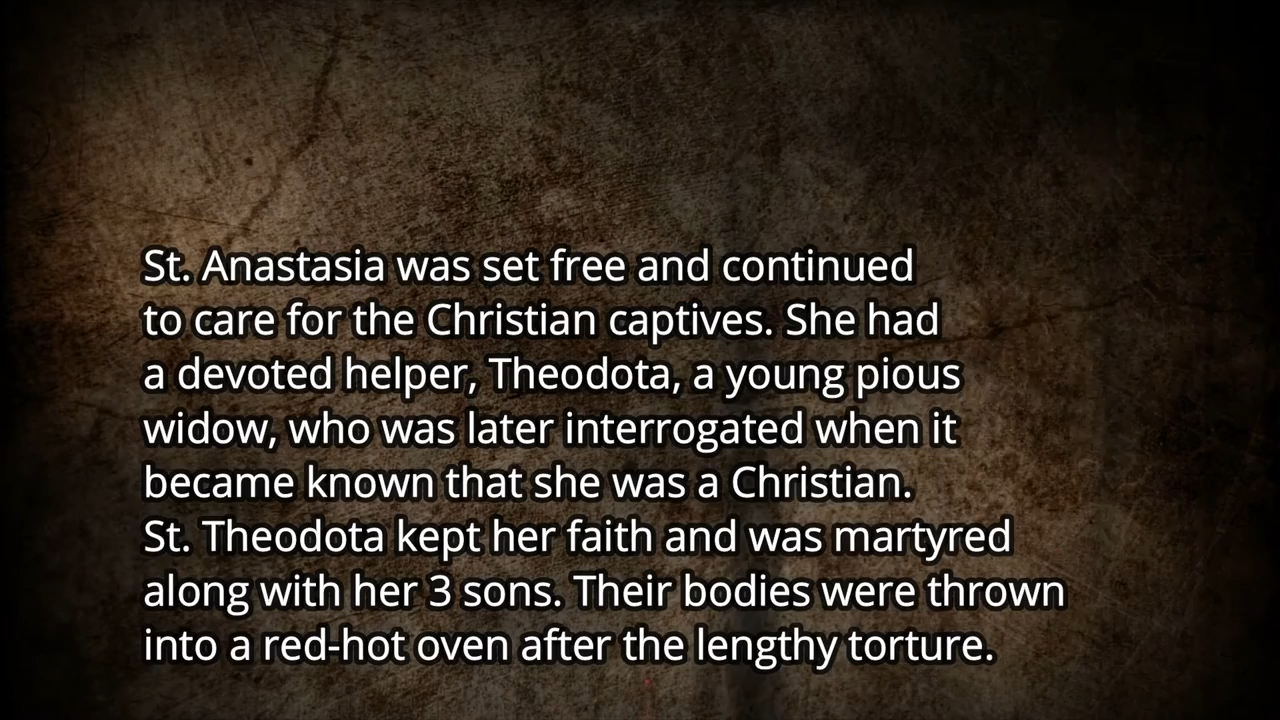 St. Anastasia was set free and continued
to care for the Christian captives. She had
a devoted helper, Theodota, a young pious
widow, who was later interrogated when it
became known that she was a Christian.
St. Theodota kept her faith and was martyred
along with her 3 sons. Their bodies were thrown
into a red-hot oven after the lengthy torture.